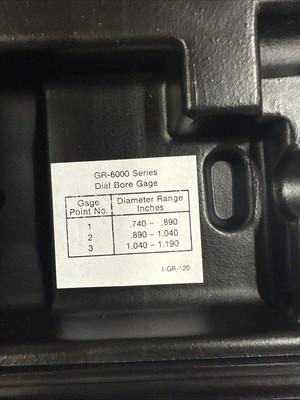 GR-6000 Series
Dial Bore Gage
Gage Point No. Diameter Range Inches
1 .740 - .890
2 .890 - 1.040
3 1.040 - 1.190
I-GR-120